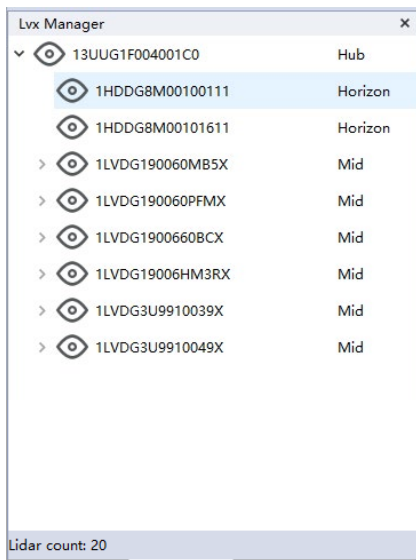 Lvx Manager ×
13UUG1F004001C0 Hub
1HDDG8M00100111 Horizon
1HDDG8M00101611 Horizon
1LVDG190060MB5X Mid
1LVDG190060PFMX Mid
1LVDG1900660BCX Mid
1LVDG19006HM3RX Mid
1LVDG3U9910039X Mid
1LVDG3U9910049X Mid
Lidar count: 20